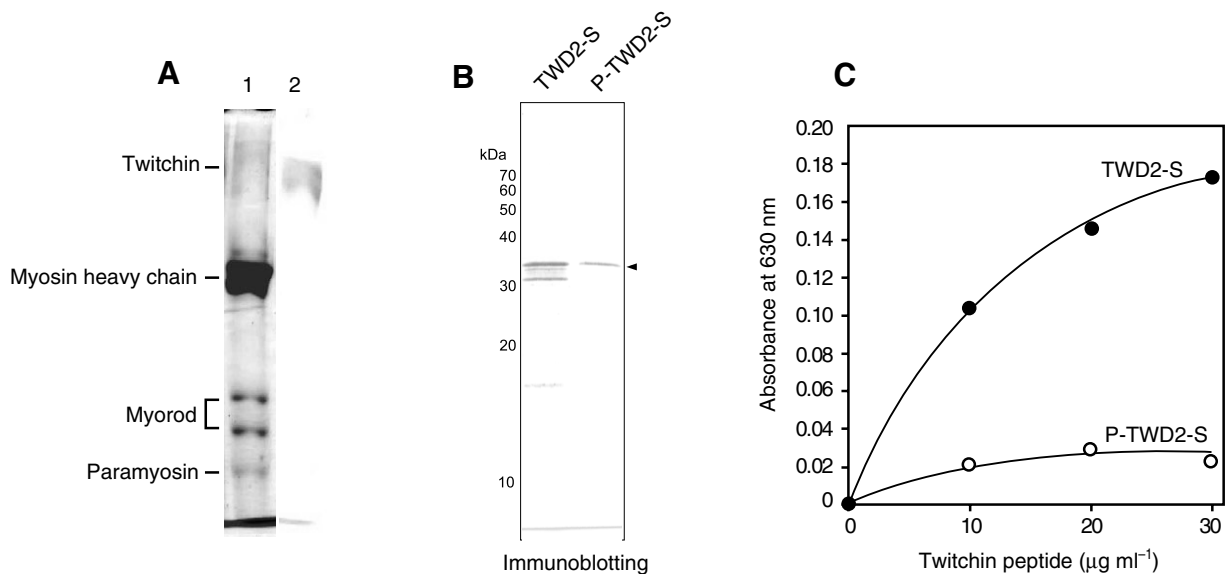 A
1 2
Twitchin
Myosin heavy chain
Myorod
Paramyosin
B
TWD2-S
P-TWD2-S
kDa
70
60
50
40
30
20
10
Immunoblotting
C
0.20
0.18
0.16
0.14
0.12
0.10
0.08
0.06
0.04
0.02
0
Absorbance at 630 nm
TWD2-S
P-TWD2-S
0 10 20 30
Twitchin peptide (μg ml⁻¹)